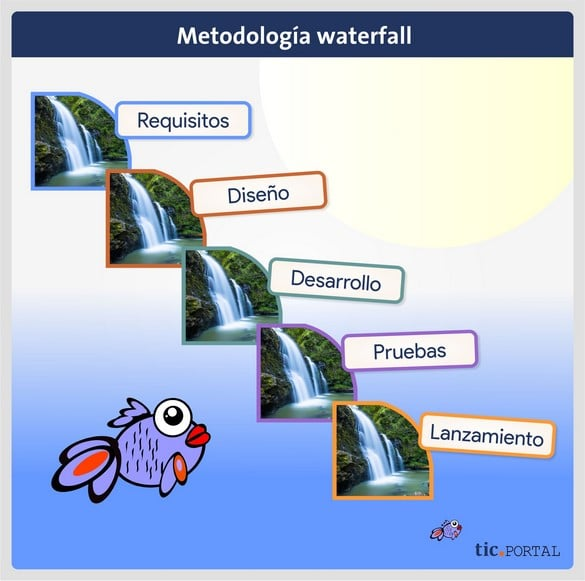 Metodología waterfall
Requisitos
Diseño
Desarrollo
Pruebas
Lanzamiento
tic.PORTAL